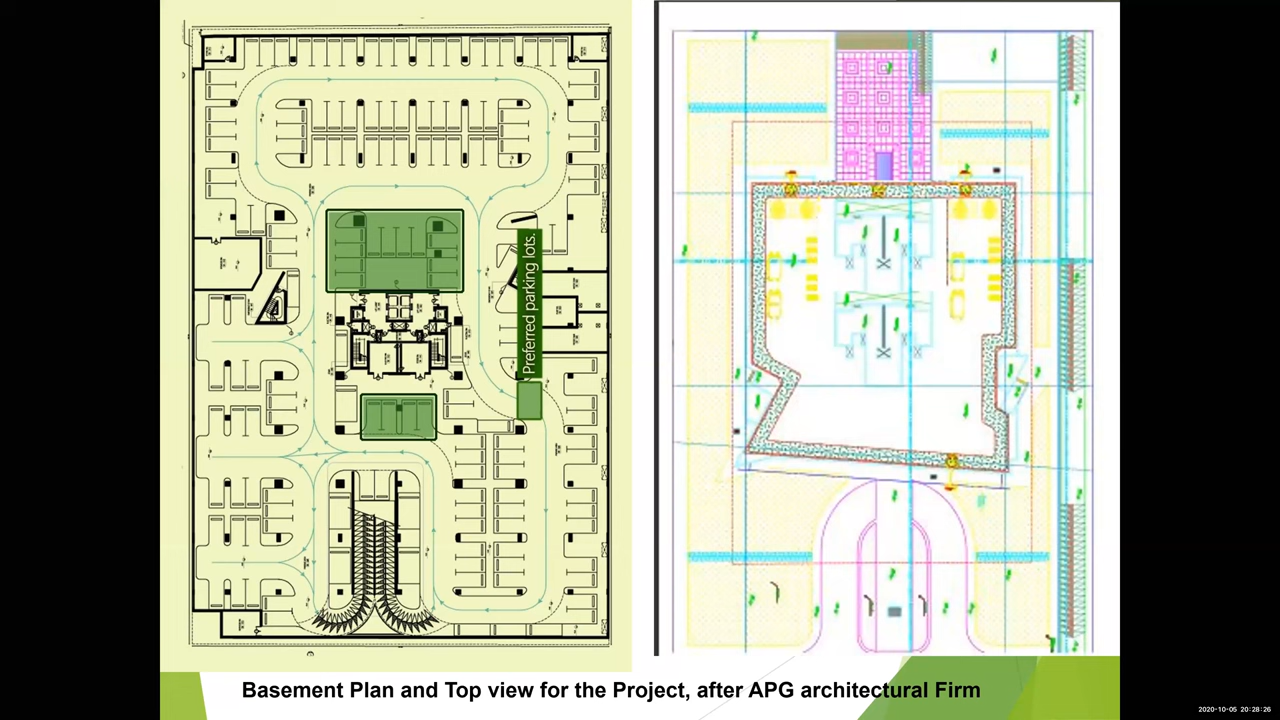 Preferred parking lots.
Basement Plan and Top view for the Project, after APG architectural Firm
2020-10-05 20:28:26